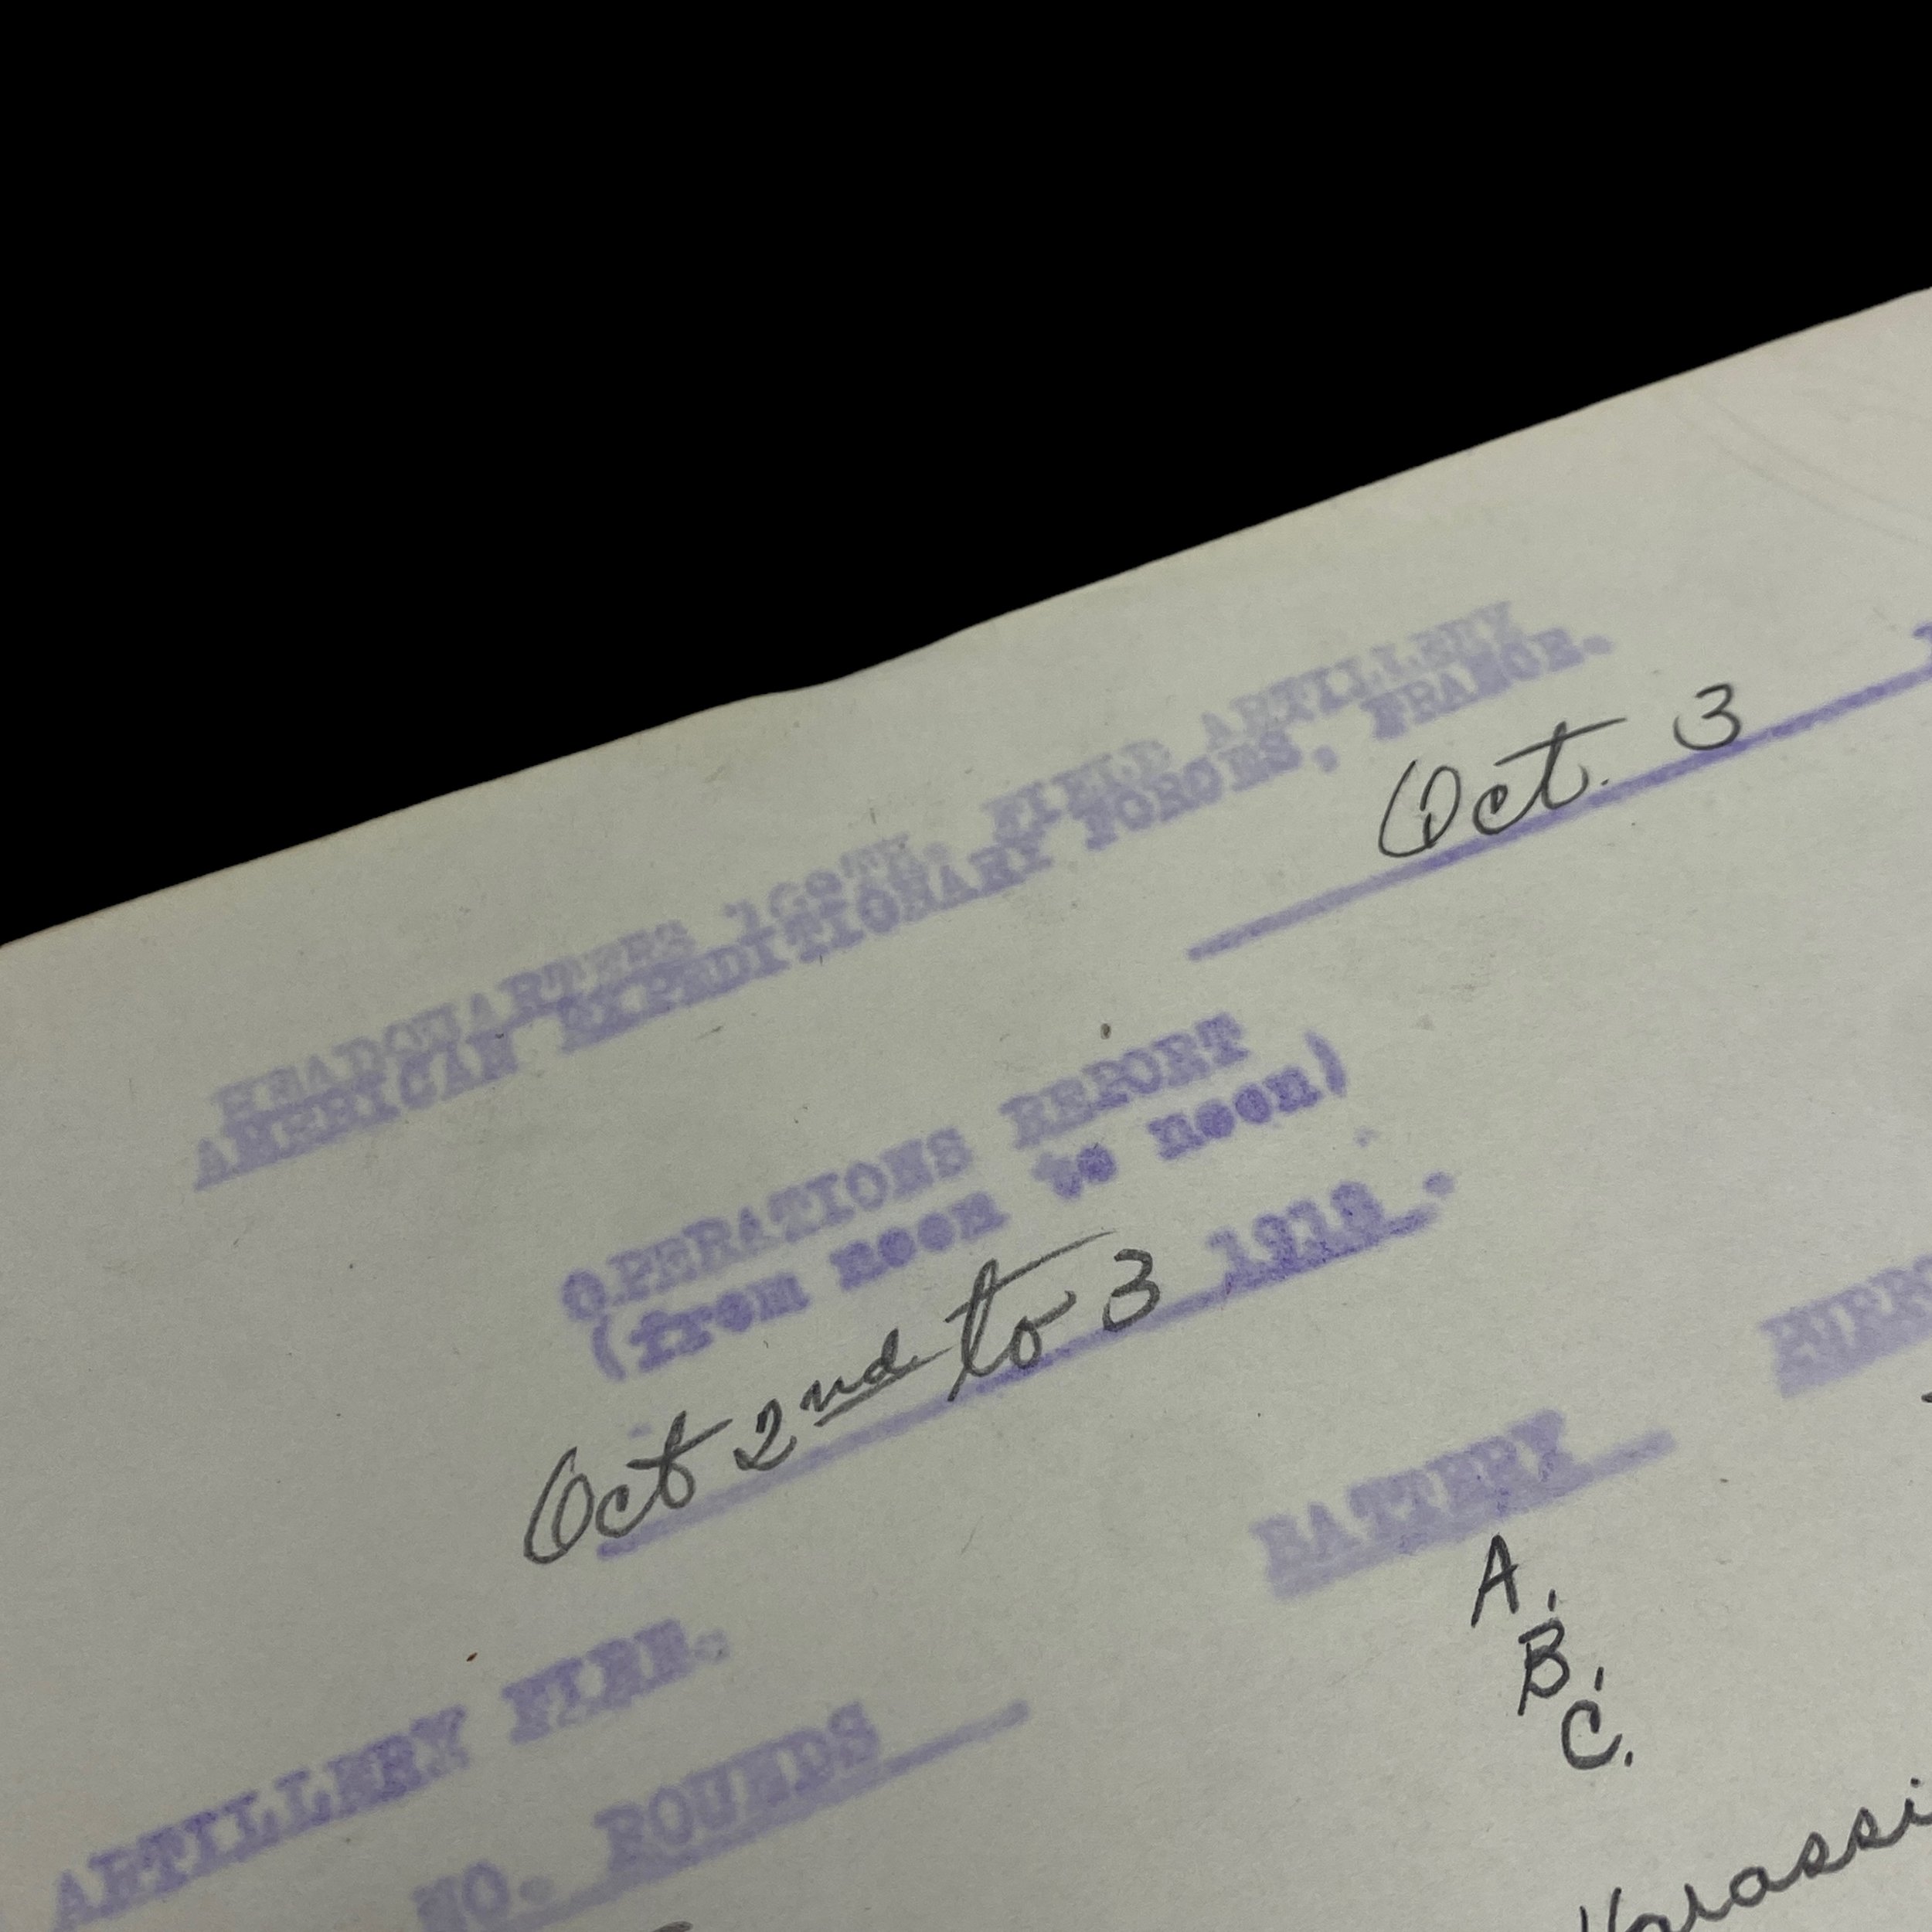 HEADQUARTERS FIELD ARTILLERY
AMERICAN EXPEDITIONARY FORCES, FRANCE.
Oct. 3
OPERATIONS REPORT
(from noon to noon)
Oct 2nd to 3 1918.
ARTILLERY FIRE.
NO. ROUNDS BATTERY
A.
B.
C.